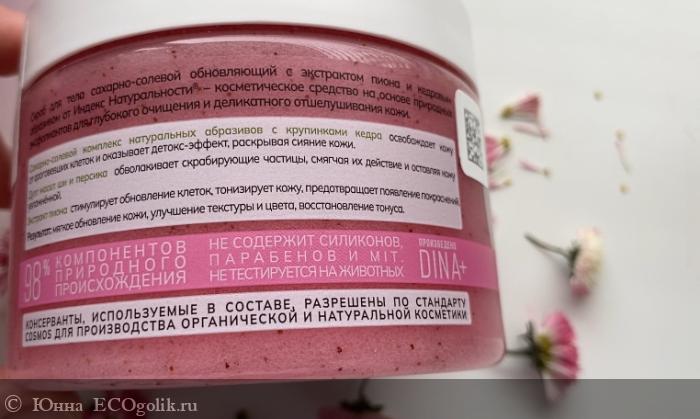 Скраб для тела сахарно-солевой обновляющий с экстрактом пиона и кедровым
абразивом от Индекс Натуральности® – косметическое средство на основе природных
ингредиентов для глубокого очищения и деликатного отшелушивания кожи.
Сахарно-солевой комплекс натуральных абразивов с крупинками кедра освобождает кожу
от ороговевших клеток и оказывает детокс-эффект, раскрывая сияние кожи.
масел ши и персика обволакивает скрабирующие частицы, смягчая их действие и оставляя кожу
увлажнённой.
Экстракт пиона стимулирует обновление клеток, тонизирует кожу, предотвращает появление покраснений.
Результат: мягкое обновление кожи, улучшение текстуры и цвета, восстановление тонуса.
98% КОМПОНЕНТОВ
ПРИРОДНОГО
ПРОИСХОЖДЕНИЯ
НЕ СОДЕРЖИТ СИЛИКОНОВ,
ПАРАБЕНОВ И MIT.
НЕ ТЕСТИРУЕТСЯ НА ЖИВОТНЫХ
ПРОИЗВЕДЕНО
DINA+
КОНСЕРВАНТЫ, ИСПОЛЬЗУЕМЫЕ В СОСТАВЕ, РАЗРЕШЕНЫ ПО СТАНДАРТУ
COSMOS ДЛЯ ПРОИЗВОДСТВА ОРГАНИЧЕСКОЙ И НАТУРАЛЬНОЙ КОСМЕТИКИ
© Юнна ECOgolik.ru